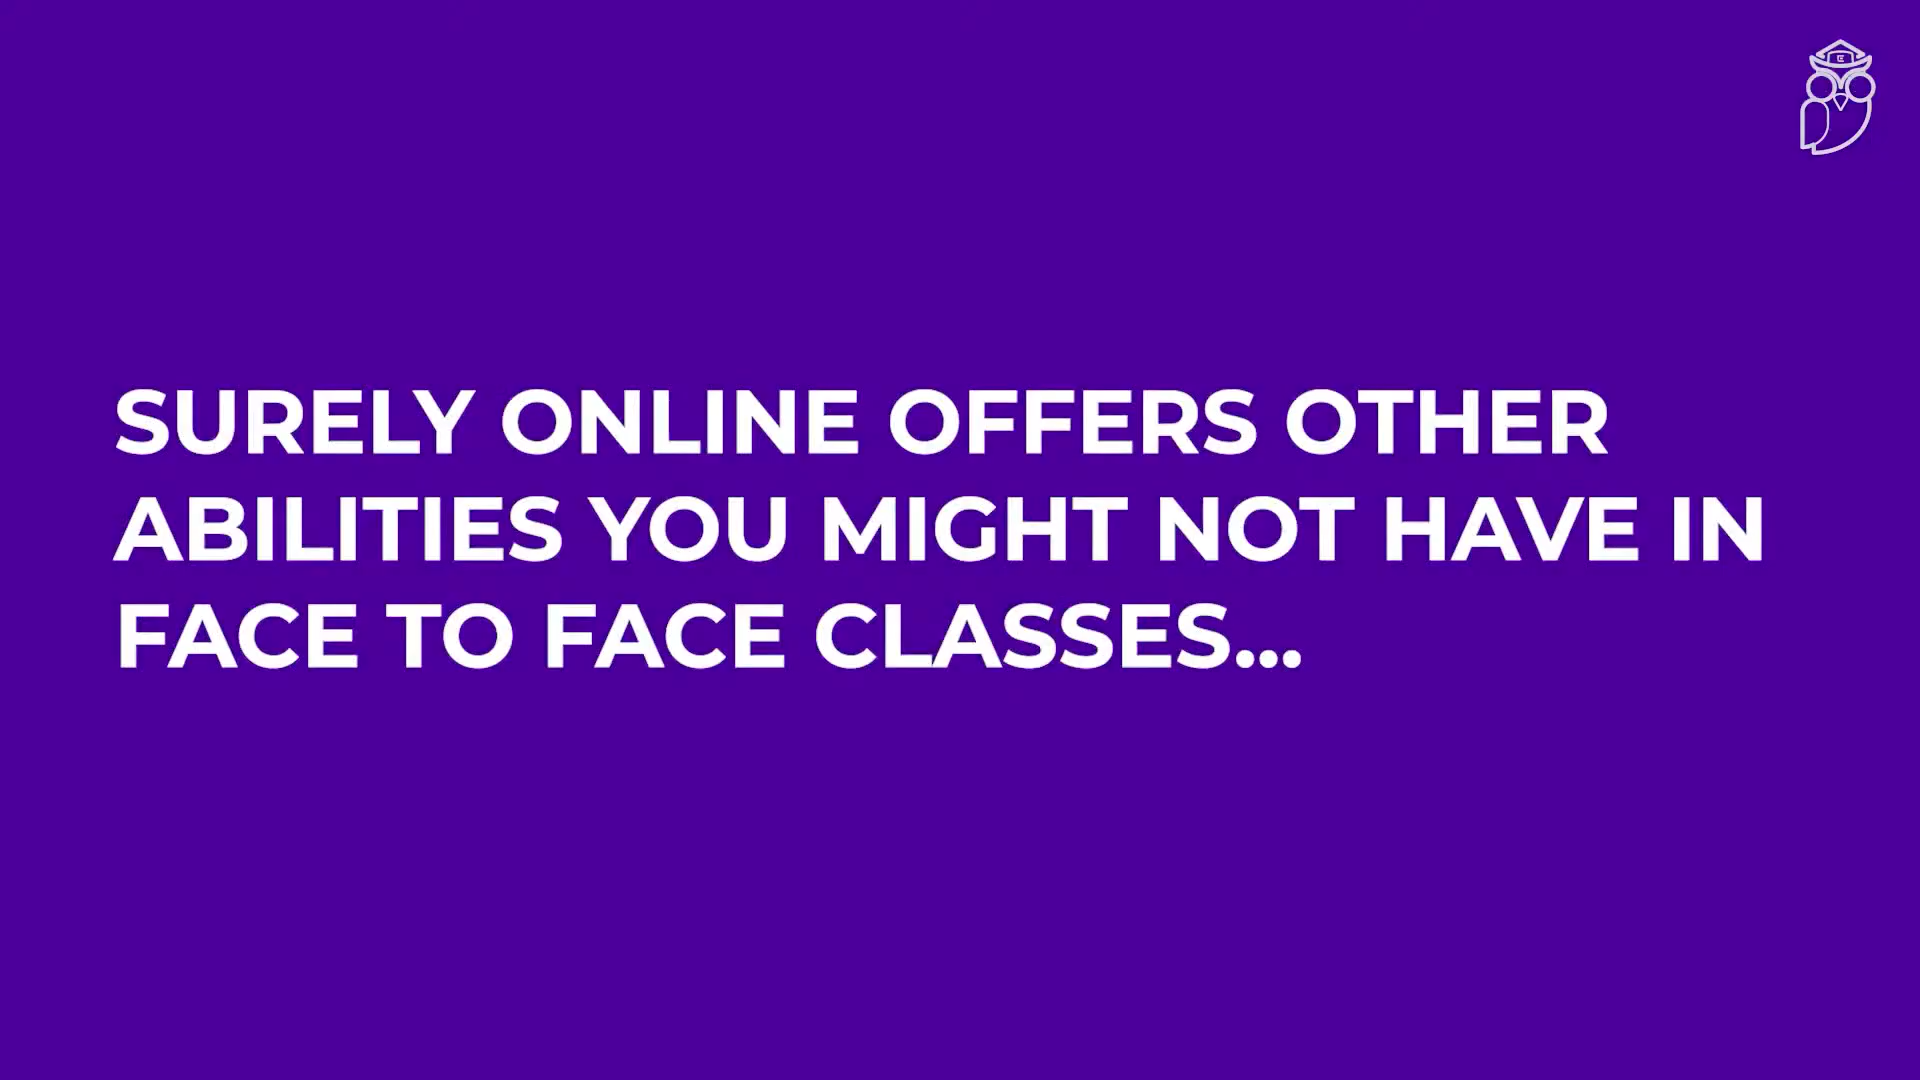 SURELY ONLINE OFFERS OTHER
ABILITIES YOU MIGHT NOT HAVE IN
FACE TO FACE CLASSES...